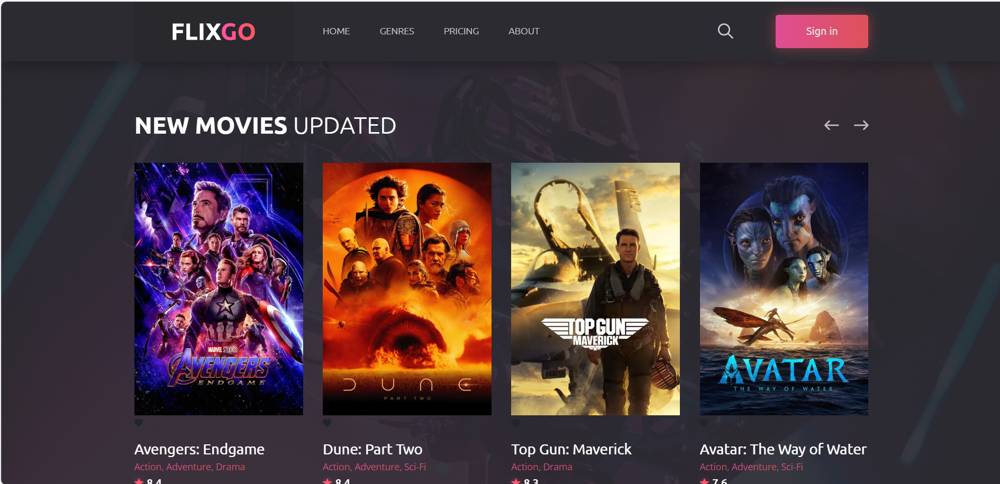 FLIXGO
HOME GENRES PRICING ABOUT
Sign in
NEW MOVIES UPDATED
MARVEL STUDIOS
AVENGERS
ENDGAME
DUNE
PART TWO
TOP GUN
MAVERICK
AVATAR
THE WAY OF WATER
Avengers: Endgame
Action, Adventure, Drama
8.4
Dune: Part Two
Action, Adventure, Sci-Fi
8.4
Top Gun: Maverick
Action, Drama
8.3
Avatar: The Way of Water
Action, Adventure, Sci-Fi
7.6